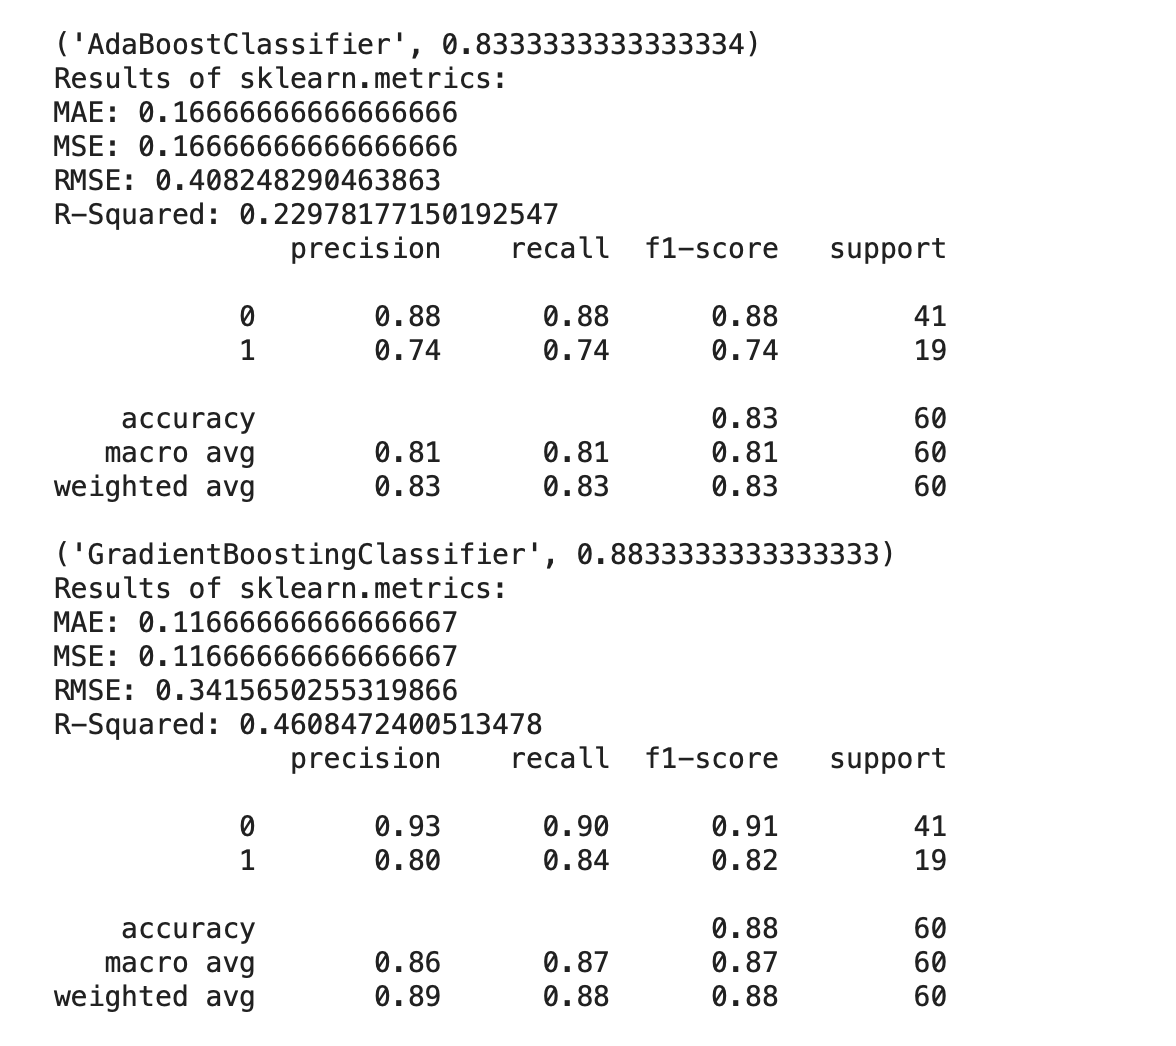 ('AdaBoostClassifier', 0.8333333333333334)
Results of sklearn.metrics:
MAE: 0.16666666666666666
MSE: 0.16666666666666666
RMSE: 0.408248290463863
R-Squared: 0.22978177150192547
precision recall f1-score support
0 0.88 0.88 0.88 41
1 0.74 0.74 0.74 19
accuracy 0.83 60
macro avg 0.81 0.81 0.81 60
weighted avg 0.83 0.83 0.83 60
('GradientBoostingClassifier', 0.8833333333333333)
Results of sklearn.metrics:
MAE: 0.11666666666666667
MSE: 0.11666666666666667
RMSE: 0.3415650255319866
R-Squared: 0.4608472400513478
precision recall f1-score support
0 0.93 0.90 0.91 41
1 0.80 0.84 0.82 19
accuracy 0.88 60
macro avg 0.86 0.87 0.87 60
weighted avg 0.89 0.88 0.88 60